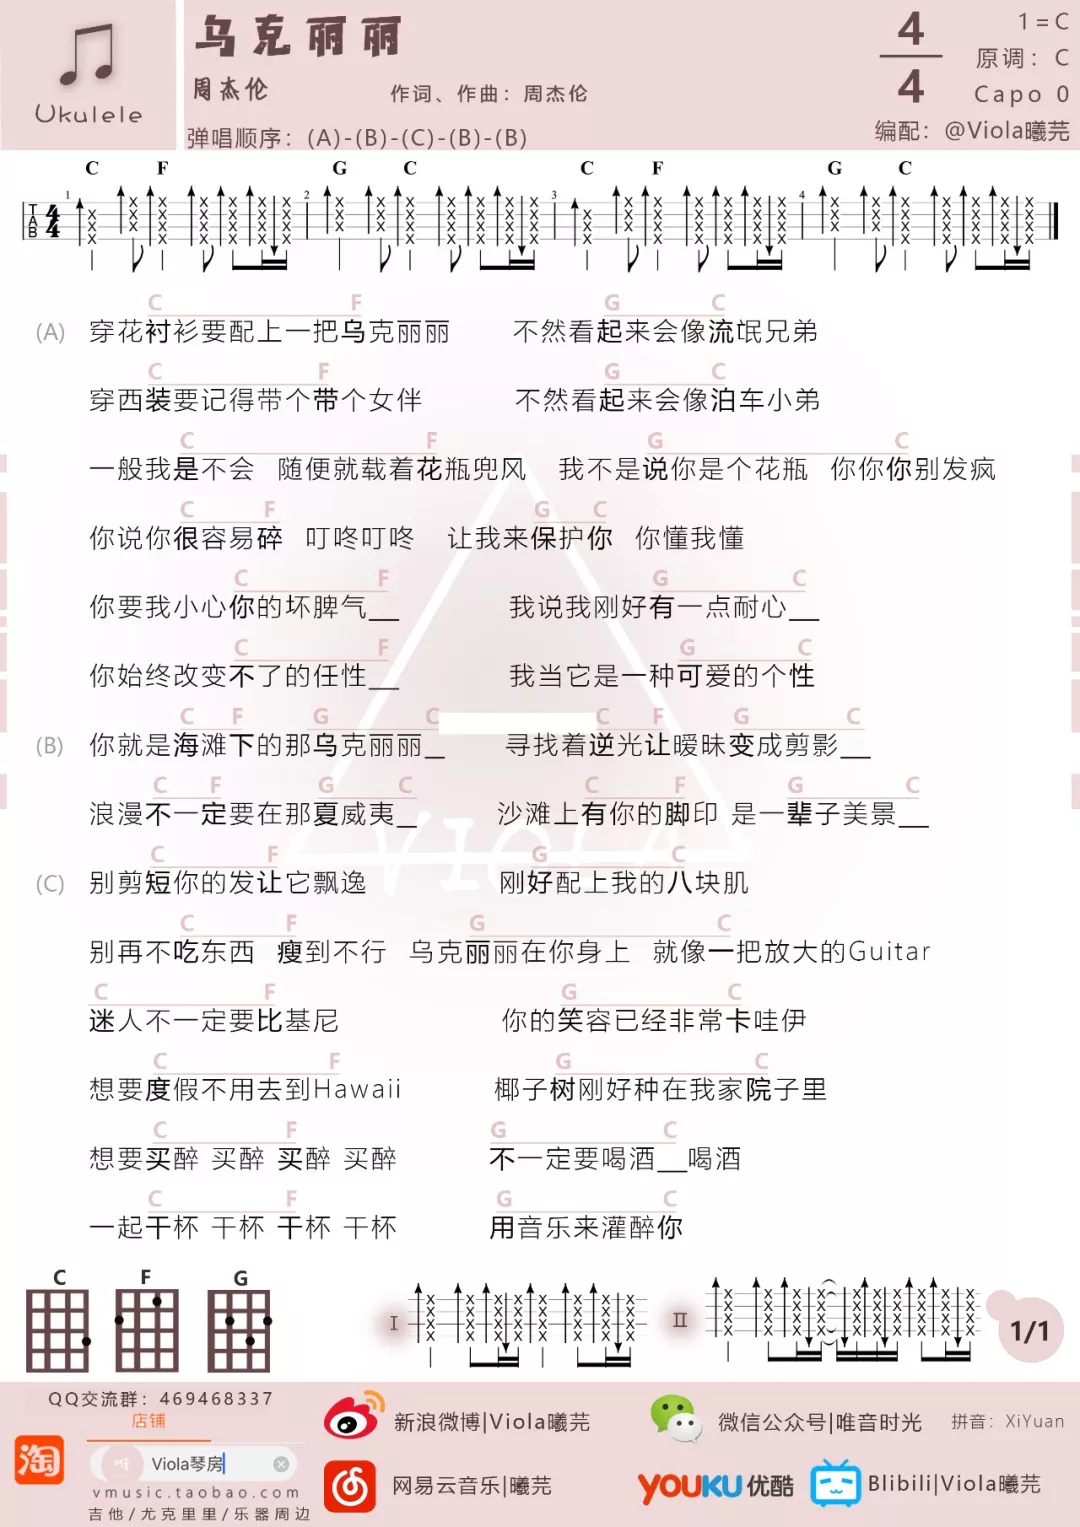 Ukulele
乌克丽丽
周杰伦
作词、作曲：周杰伦
弹唱顺序：(A)-(B)-(C)-(B)-(B)
4
4
1=C
原调：C
Capo 0
编配：@Viola曦芫
C F G C C F G C
1 2 3 4
TAB 4 4
C F G C
(A) 穿花衬衫要配上一把乌克丽丽 不然看起来会像流氓兄弟
C F G C
穿西装要记得带个带个女伴 不然看起来会像泊车小弟
C F G C
一般我是不会 随便就载着花瓶兜风 我不是说你是个花瓶 你你你别发疯
C F G C
你说你很容易碎 叮咚叮咚 让我来保护你 你懂我懂
C F G C
你要我小心你的坏脾气__ 我说我刚好有一点耐心__
C F G C
你始终改变不了的任性__ 我当它是一种可爱的个性
C F G C C F G C
(B) 你就是海滩下的那乌克丽丽_ 寻找着逆光让暧昧变成剪影__
C F G C C F G C
浪漫不一定要在那夏威夷_ 沙滩上有你的脚印 是一辈子美景__
C F G C
(C) 别剪短你的发让它飘逸 刚好配上我的八块肌
C F G C
别再不吃东西 瘦到不行 乌克丽丽在你身上 就像一把放大的Guitar
C F G C
迷人不一定要比基尼 你的笑容已经非常卡哇伊
C F G C
想要度假不用去到Hawaii 椰子树刚好种在我家院子里
C F G C
想要买醉 买醉 买醉 买醉 不一定要喝酒__喝酒
C F G C
一起干杯 干杯 干杯 干杯 用音乐来灌醉你
VIOLA
C F G
I II
1/1
QQ交流群：469468337
店铺
淘
唯 Viola琴房
vmusic.taobao.com
吉他/尤克里里/乐器周边
新浪微博|Viola曦芫
微信公众号|唯音时光
拼音：XiYuan
网易云音乐|曦芫
YOUKU优酷
Blibili|Viola曦芫